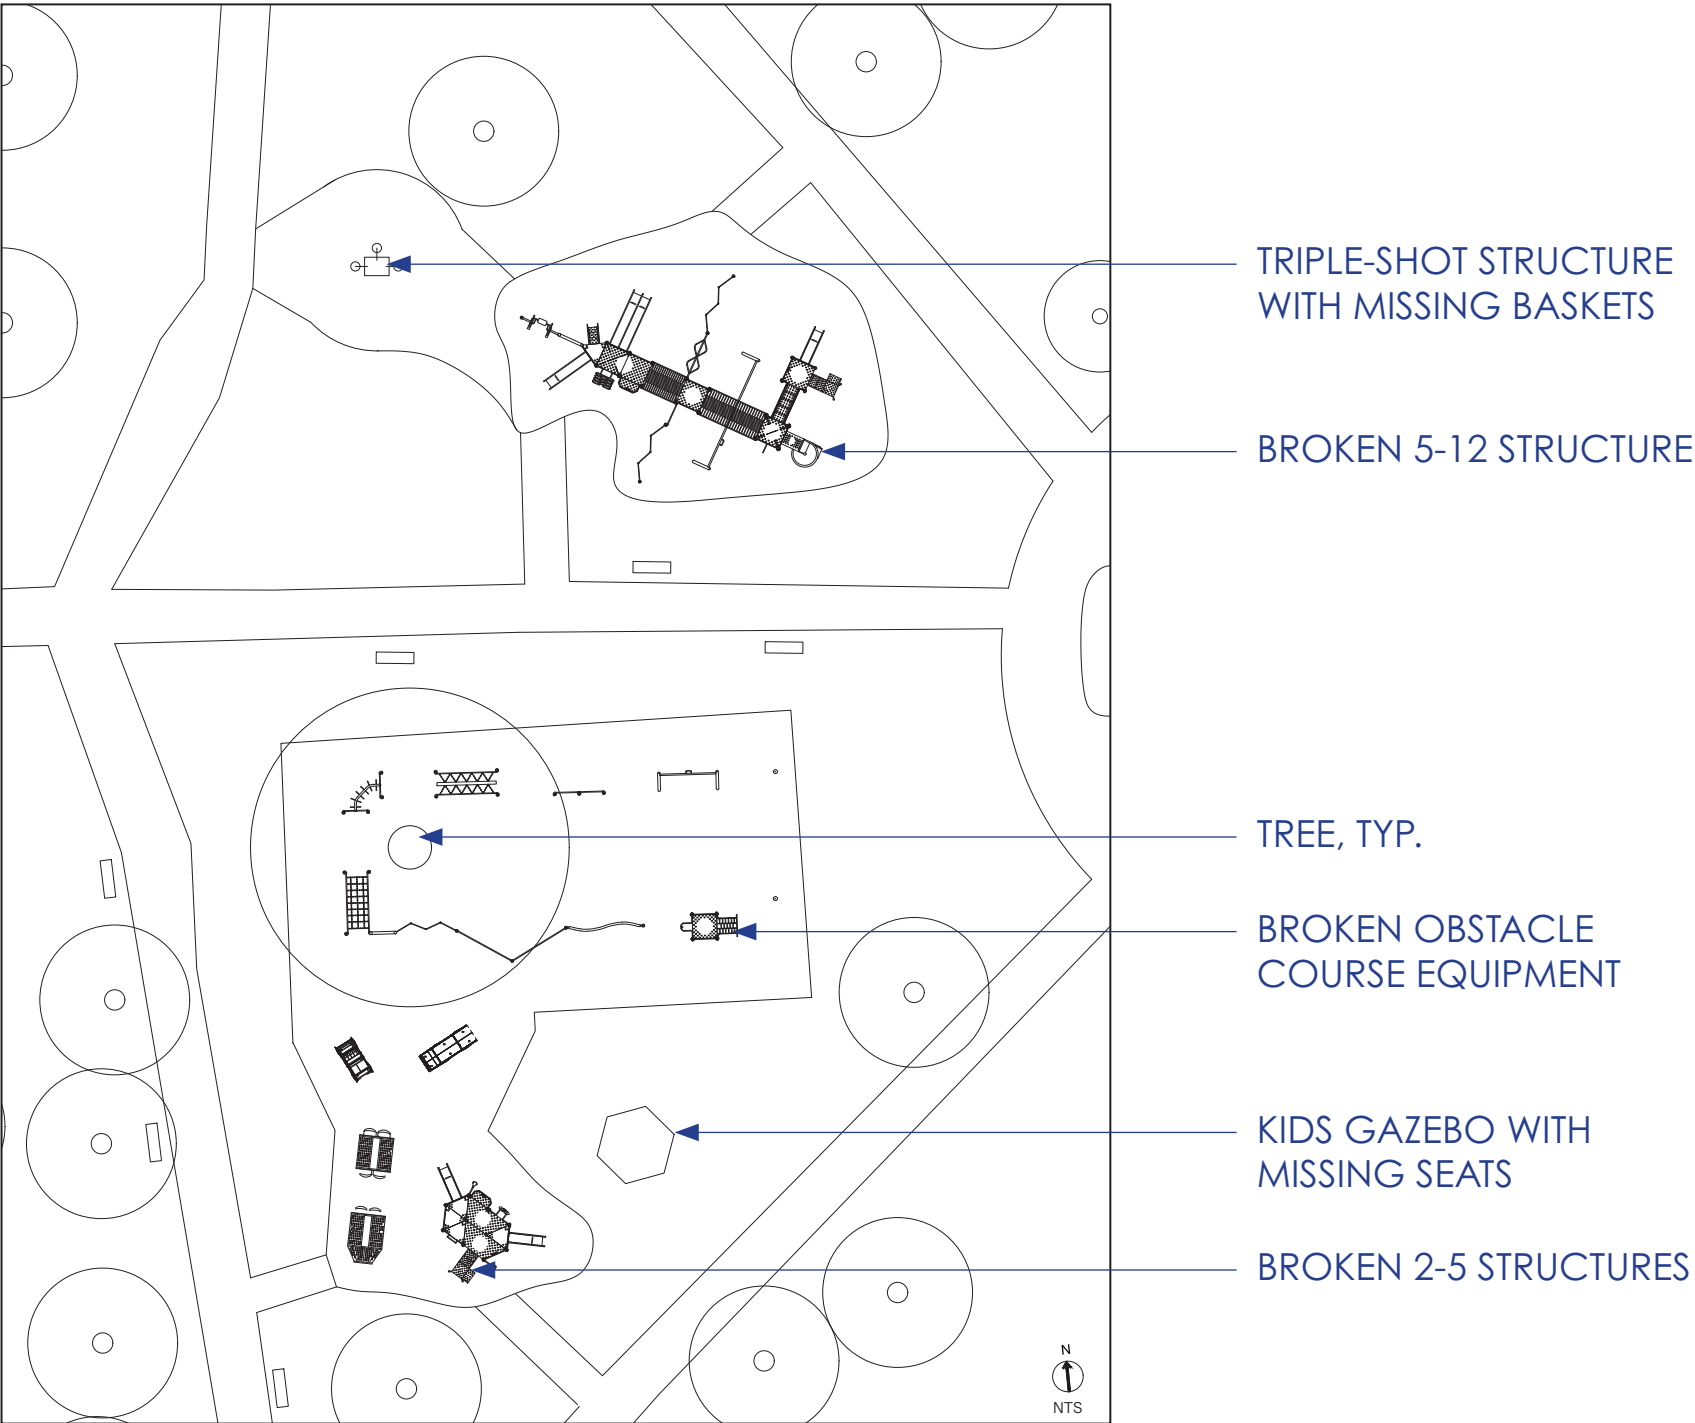 TRIPLE-SHOT STRUCTURE
WITH MISSING BASKETS
BROKEN 5-12 STRUCTURE
TREE, TYP.
BROKEN OBSTACLE
COURSE EQUIPMENT
KIDS GAZEBO WITH
MISSING SEATS
BROKEN 2-5 STRUCTURES
N
NTS